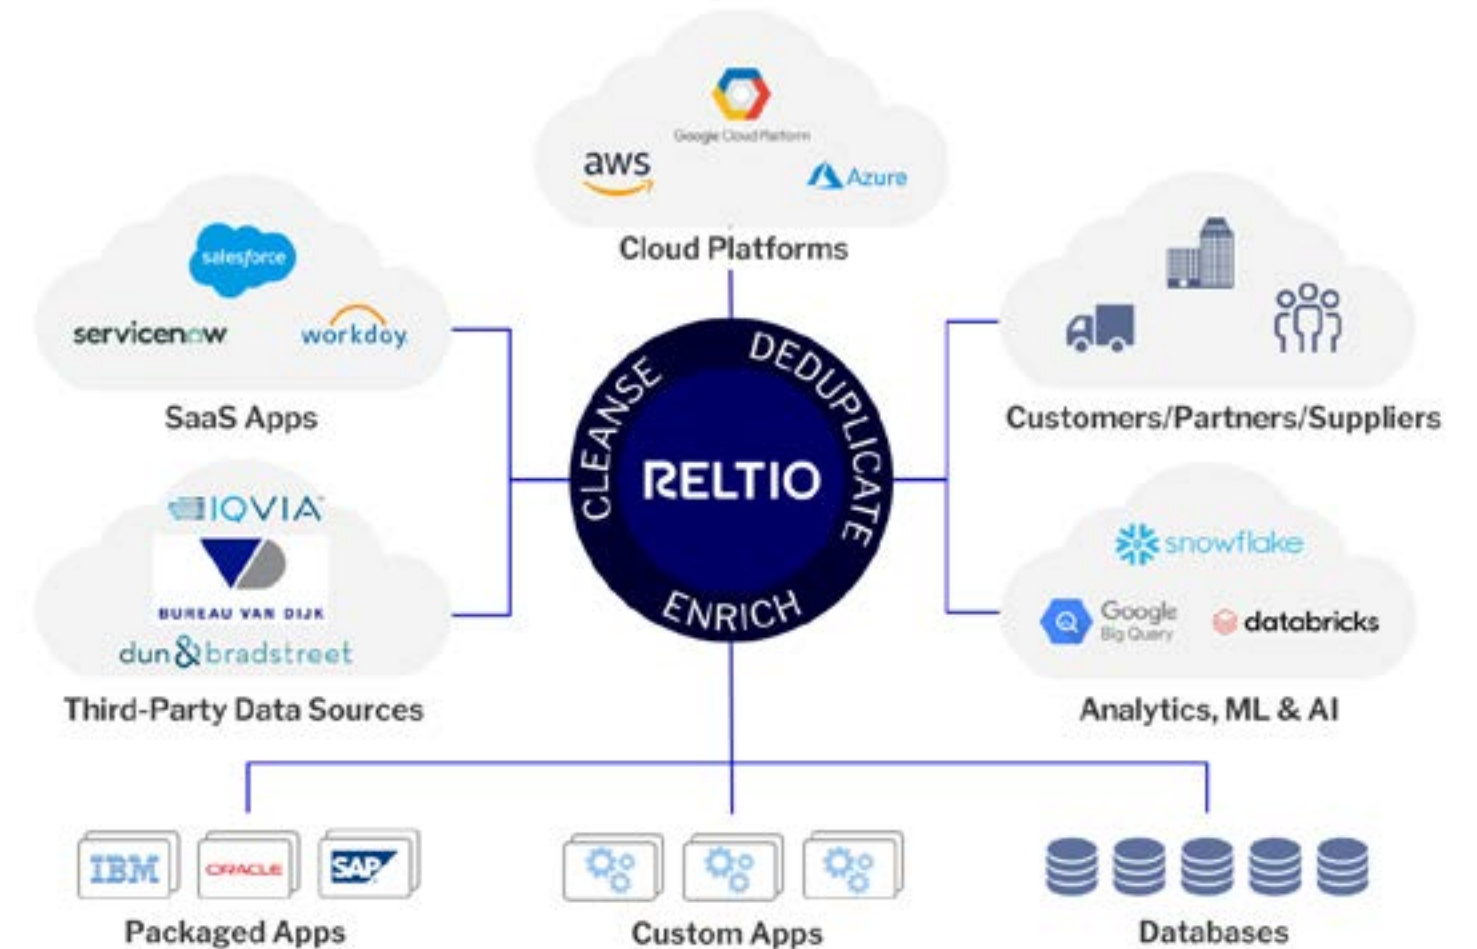 Google Cloud Platform
aws
Azure
Cloud Platforms
salesforce
servicenow
workday
SaaS Apps
Customers/Partners/Suppliers
CLEANSE
DEDUPLICATE
RELTIO
ENRICH
IQVIA
BUREAU VAN DIJK
dun & bradstreet
Third-Party Data Sources
snowflake
Google
Big Query
databricks
Analytics, ML & AI
IBM
ORACLE
SAP
Packaged Apps
Custom Apps
Databases